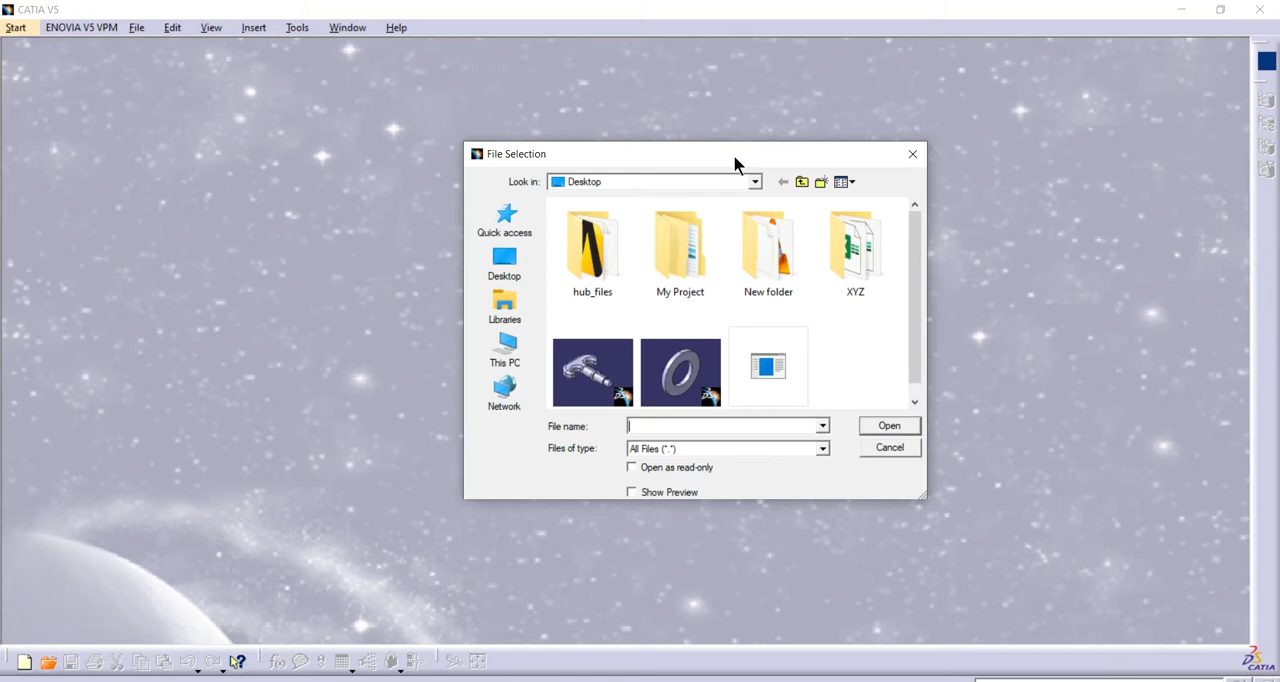 CATIA V5
Start ENOVIA V5 VPM File Edit View Insert Tools Window Help
File Selection
Look in: Desktop
Quick access
Desktop
Libraries
This PC
Network
hub_files My Project New folder XYZ
File name: Open
Files of type: All Files (*.*) Cancel
Open as read-only
Show Preview
f(x)
CATIA